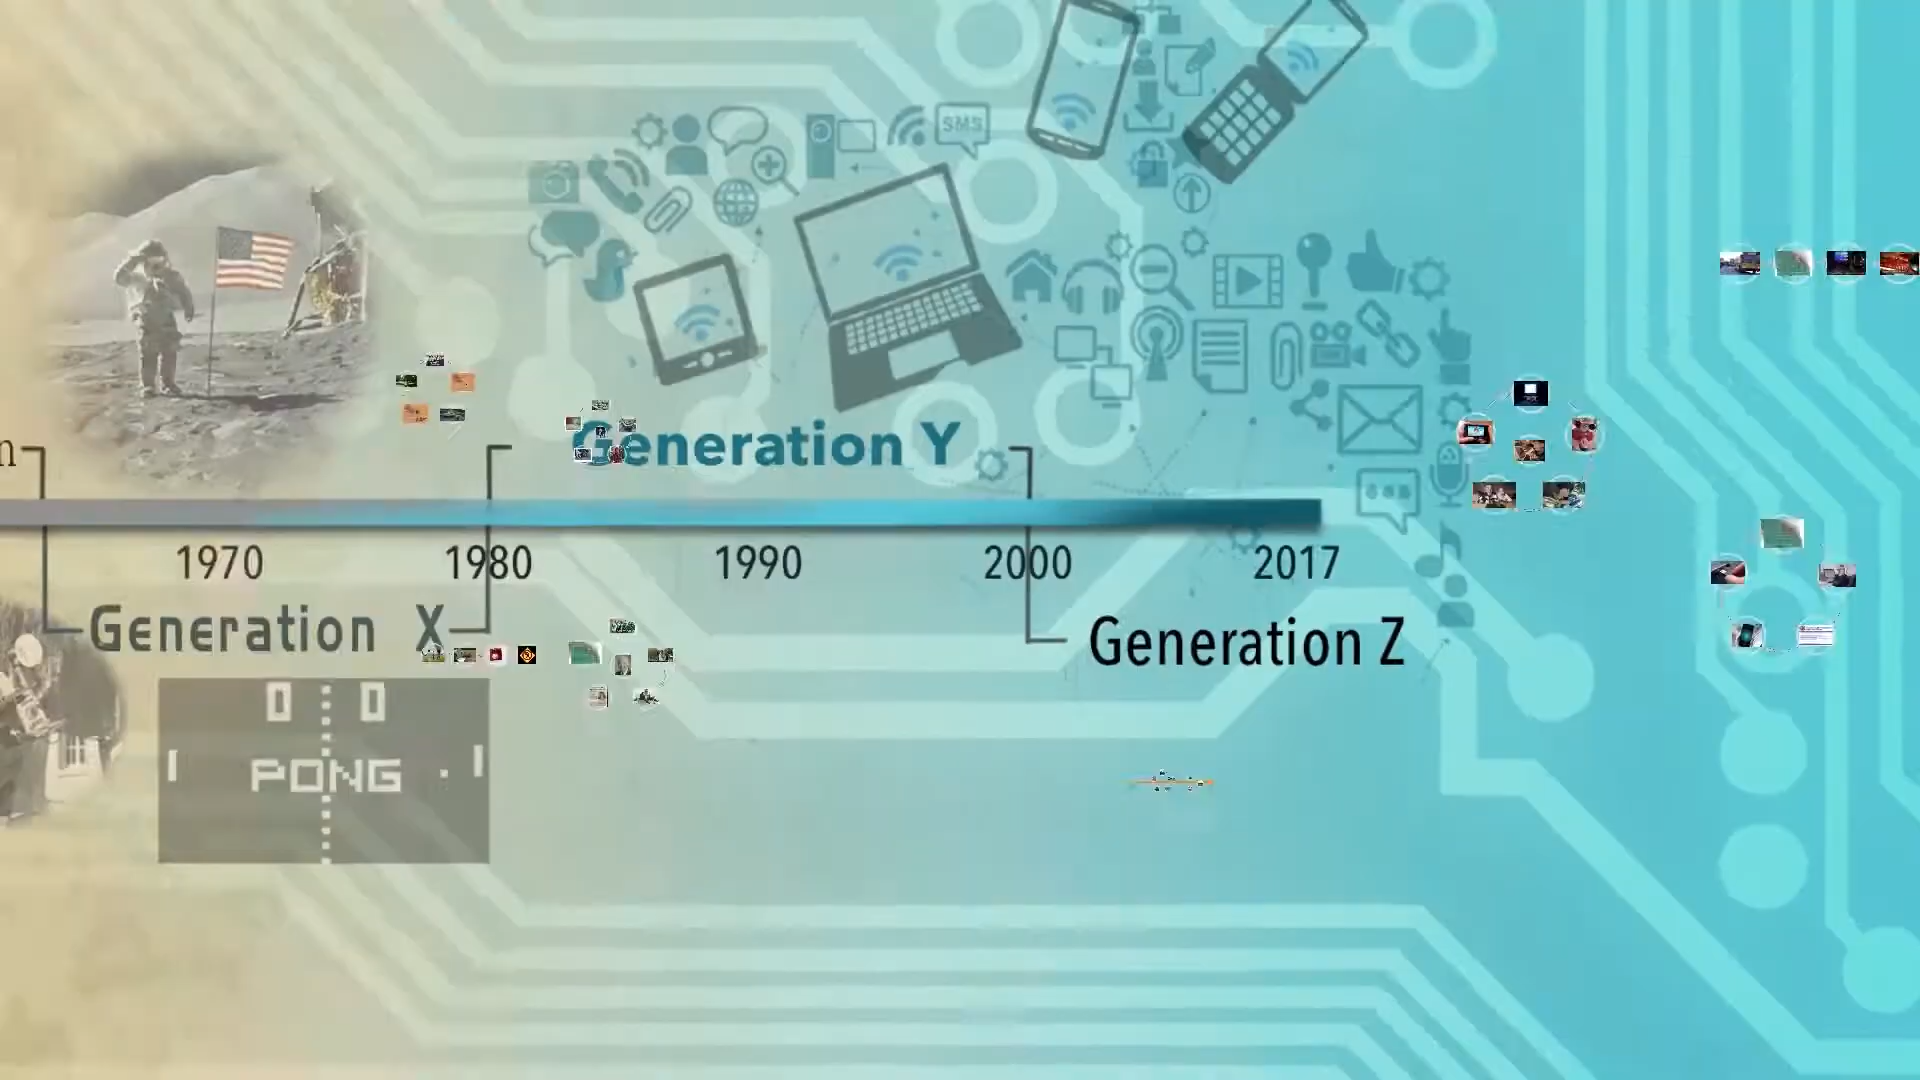 SMS
n
Generation Y
1970
1980
1990
2000
2017
Generation X
Generation Z
0 0
PONG